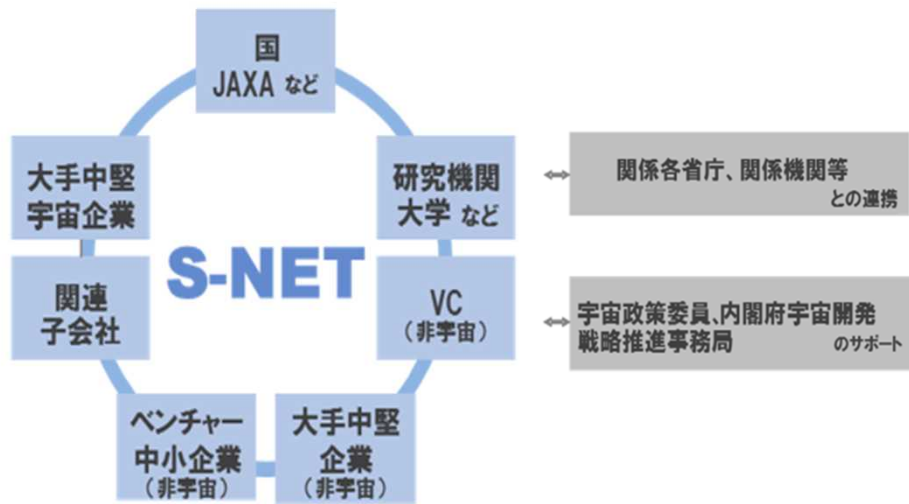 国
JAXA など
大手中堅
宇宙企業
研究機関
大学 など
関係各省庁、関係機関等
との連携
S-NET
関連
子会社
VC
（非宇宙）
宇宙政策委員、内閣府宇宙開発
戦略推進事務局 のサポート
ベンチャー
中小企業
（非宇宙）
大手中堅
企業
（非宇宙）